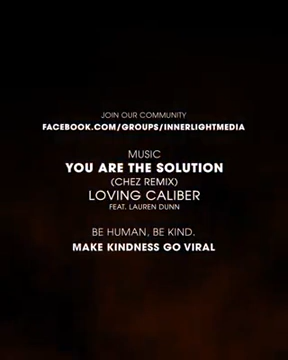 JOIN OUR COMMUNITY
FACEBOOK.COM/GROUPS/INNERLIGHTMEDIA
MUSIC
YOU ARE THE SOLUTION
(CHEZ REMIX)
LOVING CALIBER
FEAT. LAUREN DUNN
BE HUMAN, BE KIND.
MAKE KINDNESS GO VIRAL